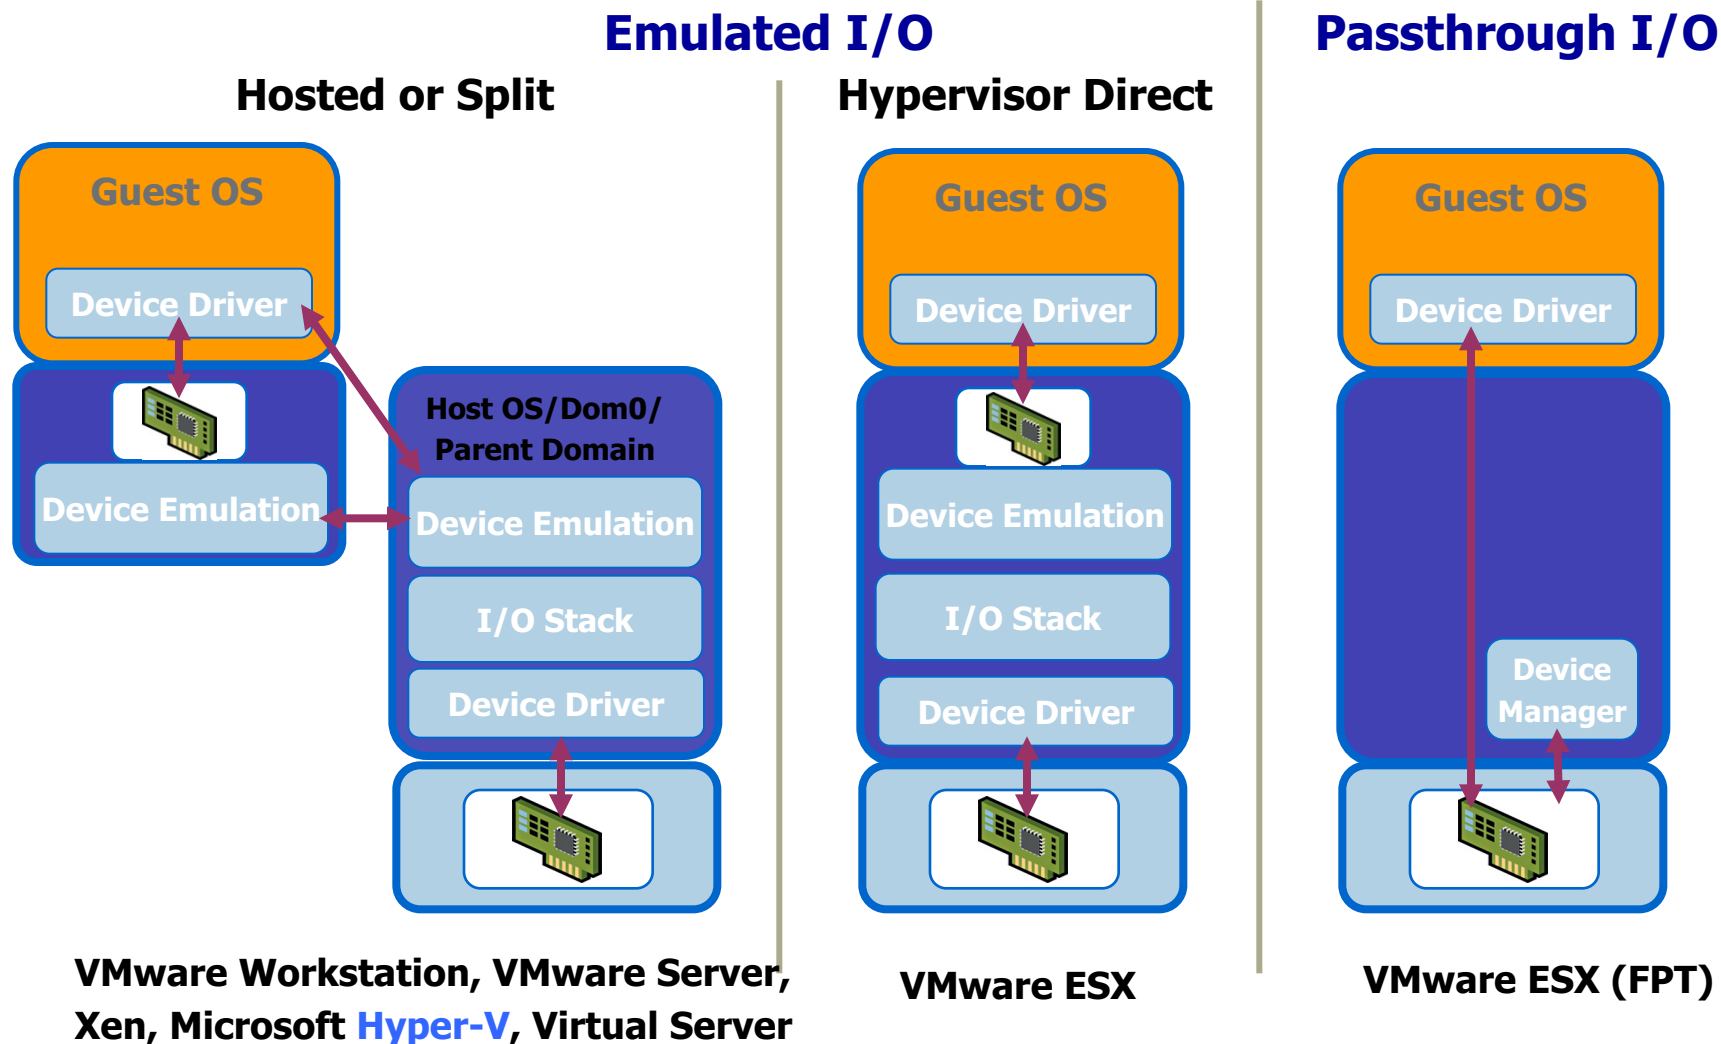 Emulated I/O
Passthrough I/O
Hosted or Split
Hypervisor Direct
Guest OS
Device Driver
Device Emulation
Host OS/Dom0/
Parent Domain
Device Emulation
I/O Stack
Device Driver
VMware Workstation, VMware Server,
Xen, Microsoft Hyper-V, Virtual Server
Guest OS
Device Driver
Device Emulation
I/O Stack
Device Driver
VMware ESX
Guest OS
Device Driver
Device
Manager
VMware ESX (FPT)